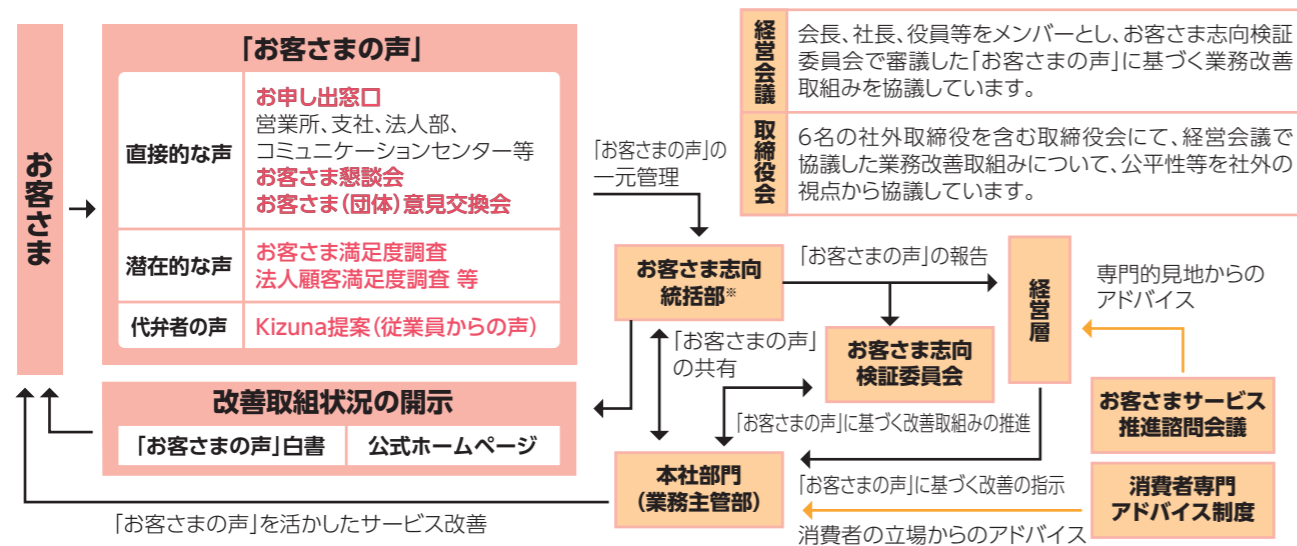 お客さま
「お客さまの声」
直接的な声
お申し出窓口
営業所、支社、法人部、
コミュニケーションセンター等
お客さま懇談会
お客さま(団体)意見交換会
潜在的な声
お客さま満足度調査
法人顧客満足度調査 等
代弁者の声
Kizuna提案(従業員からの声)
改善取組状況の開示
「お客さまの声」白書
公式ホームページ
「お客さまの声」を活かしたサービス改善
「お客さまの声」の
一元管理
お客さま志向
統括部※
「お客さまの声」の報告
「お客さまの声」
の共有
お客さま志向
検証委員会
「お客さまの声」に基づく改善取組みの推進
本社部門
(業務主管部)
経営層
「お客さまの声」に基づく改善の指示
消費者の立場からのアドバイス
専門的見地からの
アドバイス
お客さまサービス
推進諮問会議
消費者専門
アドバイス制度
経営会議
会長、社長、役員等をメンバーとし、お客さま志向検証
委員会で審議した「お客さまの声」に基づく業務改善
取組みを協議しています。
取締役会
6名の社外取締役を含む取締役会にて、経営会議で
協議した業務改善取組みについて、公平性等を社外の
視点から協議しています。